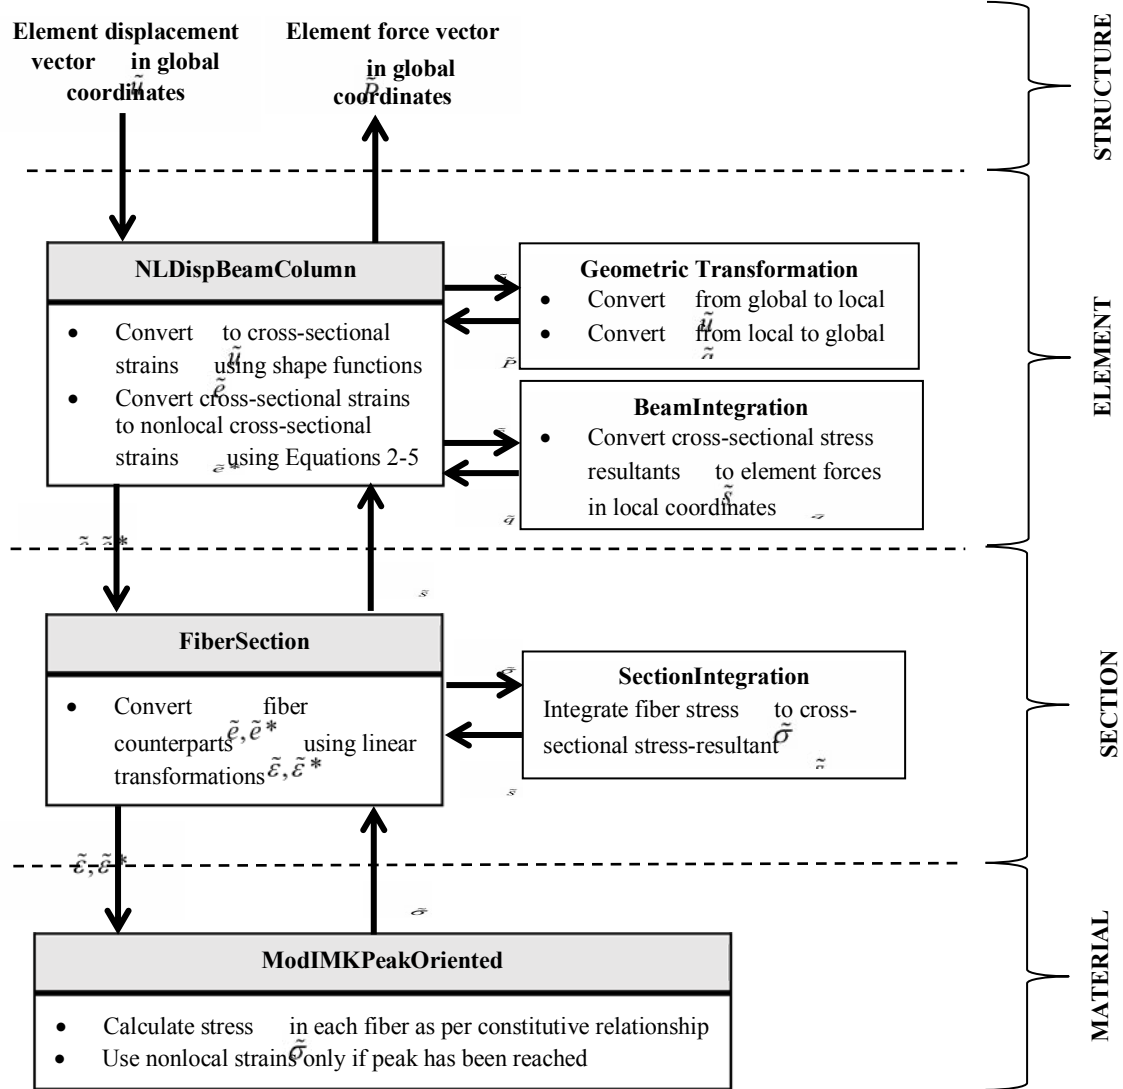 Element displacement
vector ũ in global
coordinates
Element force vector
P̃ in global
coordinates
STRUCTURE
NLDispBeamColumn
• Convert ũ to cross-sectional
strains ẽ using shape functions
• Convert cross-sectional strains
to nonlocal cross-sectional
strains ẽ* using Equations 2-5
Geometric Transformation
• Convert ũ from global to local
• Convert q̃ from local to global
P̃
BeamIntegration
• Convert cross-sectional stress
resultants s̃ to element forces
in local coordinates q̃
q̃
ELEMENT
s̃
FiberSection
• Convert ẽ, ẽ* fiber
counterparts ε̃, ε̃* using linear
transformations
σ̃
SectionIntegration
Integrate fiber stress σ̃ to cross-
sectional stress-resultant s̃
s̃
SECTION
ε̃, ε̃*
σ̃
ModIMKPeakOriented
• Calculate stress σ̃ in each fiber as per constitutive relationship
• Use nonlocal strains only if peak has been reached
MATERIAL